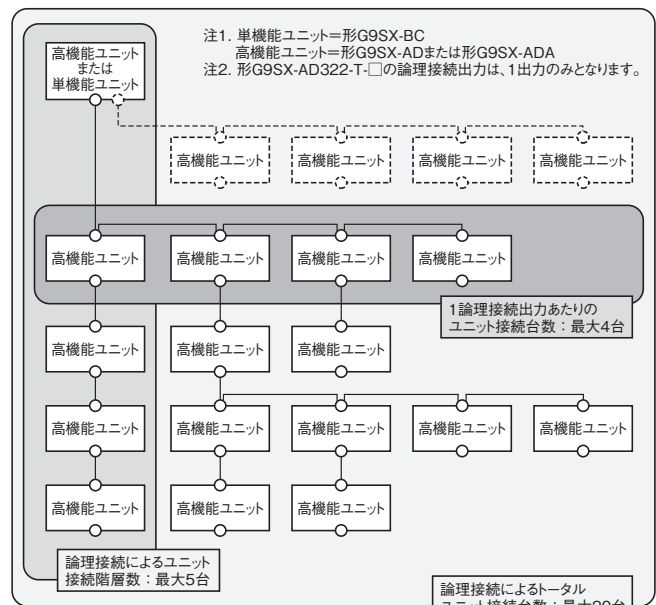 高機能ユニット
または
単機能ユニット
注1. 単機能ユニット＝形G9SX-BC
高機能ユニット＝形G9SX-ADまたは形G9SX-ADA
注2. 形G9SX-AD322-T-□の論理接続出力は、1出力のみとなります。
高機能ユニット 高機能ユニット 高機能ユニット 高機能ユニット
高機能ユニット 高機能ユニット 高機能ユニット 高機能ユニット
1論理接続出力あたりの
ユニット接続台数：最大4台
高機能ユニット 高機能ユニット 高機能ユニット
高機能ユニット 高機能ユニット 高機能ユニット 高機能ユニット 高機能ユニット
高機能ユニット 高機能ユニット 高機能ユニット
論理接続によるユニット
接続階層数：最大5台
論理接続によるトータル
ユニット接続台数：最大20台